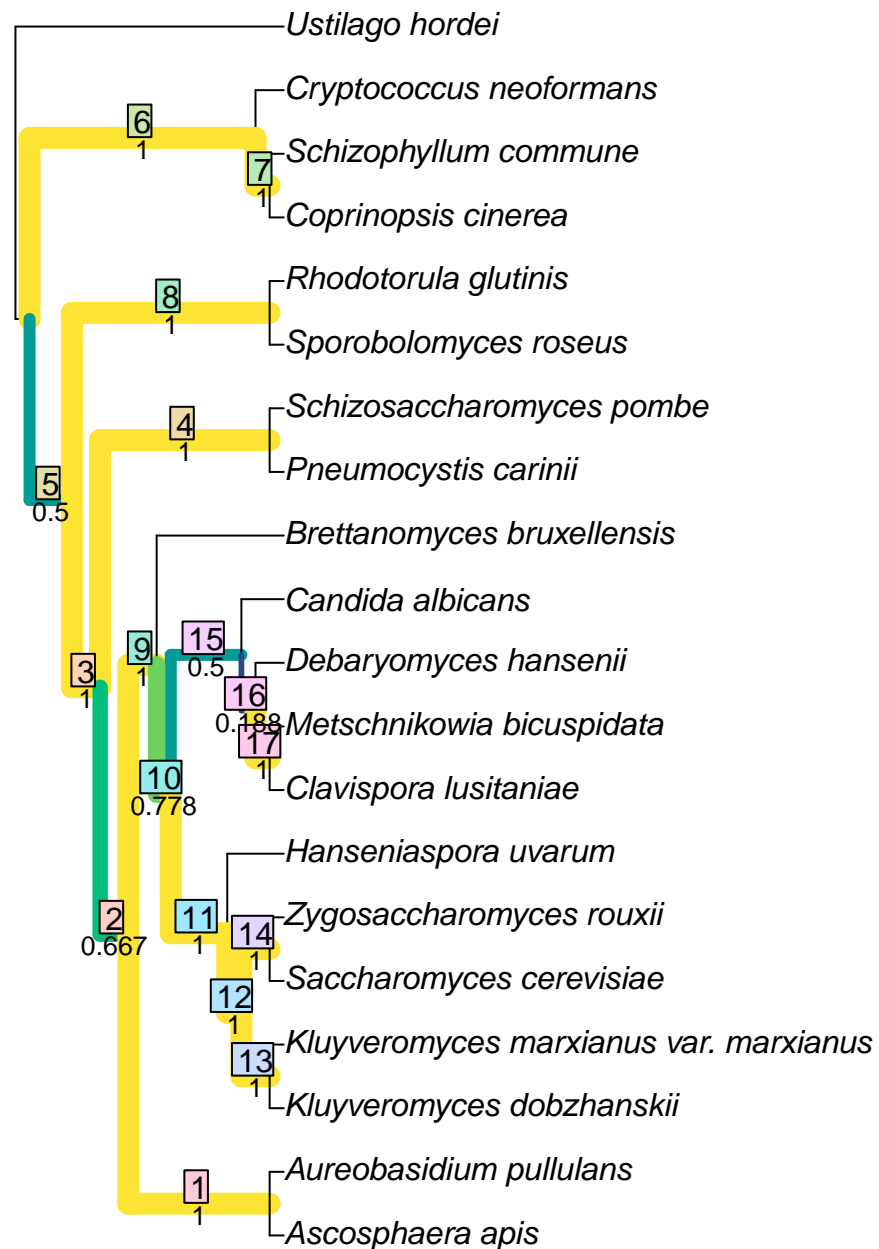 Ustilago hordei
Cryptococcus neoformans
6
1
Schizophyllum commune
7
1
Coprinopsis cinerea
Rhodotorula glutinis
8
1
Sporobolomyces roseus
Schizosaccharomyces pombe
4
1
Pneumocystis carinii
5
0.5
Brettanomyces bruxellensis
Candida albicans
15
0.5
9
1
3
1
Debaryomyces hansenii
16
0.188
Metschnikowia bicuspidata
17
1
10
0.778
Clavispora lusitaniae
Hanseniaspora uvarum
Zygosaccharomyces rouxii
11
1
2
0.667
14
1
Saccharomyces cerevisiae
12
1
Kluyveromyces marxianus var. marxianus
13
1
Kluyveromyces dobzhanskii
Aureobasidium pullulans
1
1
Ascosphaera apis